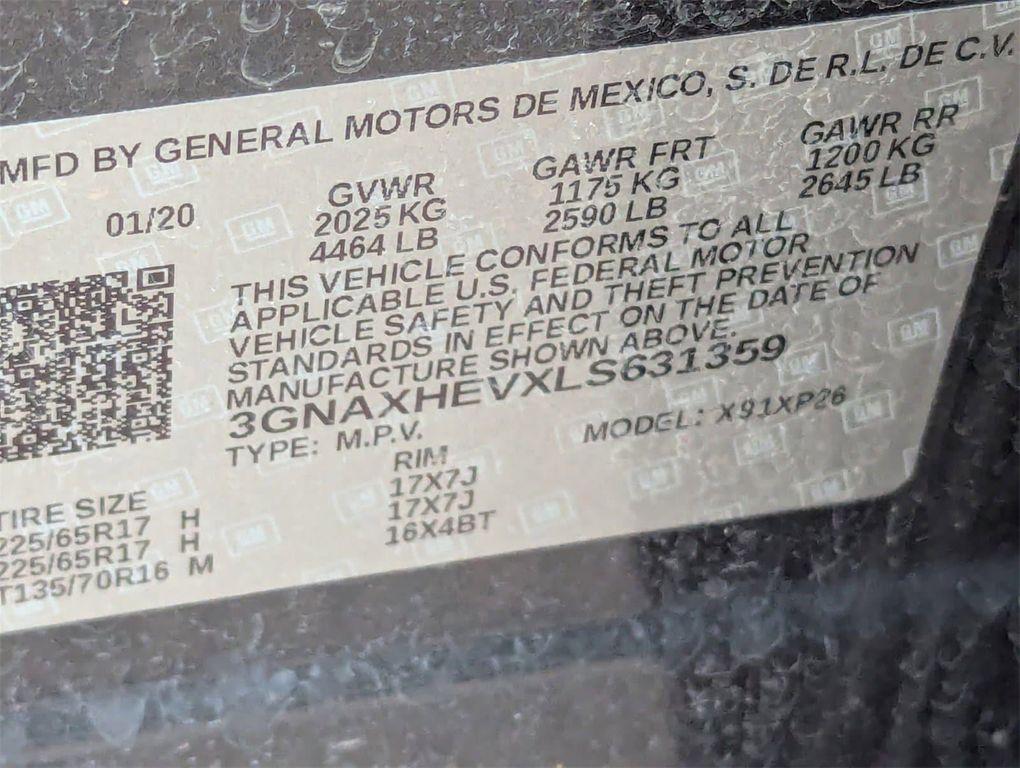 MFD BY GENERAL MOTORS DE MEXICO, S. DE R.L. DE C.V.
01/20 GVWR GAWR FRT GAWR RR
2025 KG 1175 KG 1200 KG
4464 LB 2590 LB 2645 LB
THIS VEHICLE CONFORMS TO ALL
APPLICABLE U.S. FEDERAL MOTOR
VEHICLE SAFETY AND THEFT PREVENTION
STANDARDS IN EFFECT ON THE DATE OF
MANUFACTURE SHOWN ABOVE.
3GNAXHEVXLS631359
TYPE: M.P.V. MODEL: X91XP26
TIRE SIZE RIM
225/65R17 H 17X7J
225/65R17 H 17X7J
T135/70R16 M 16X4BT